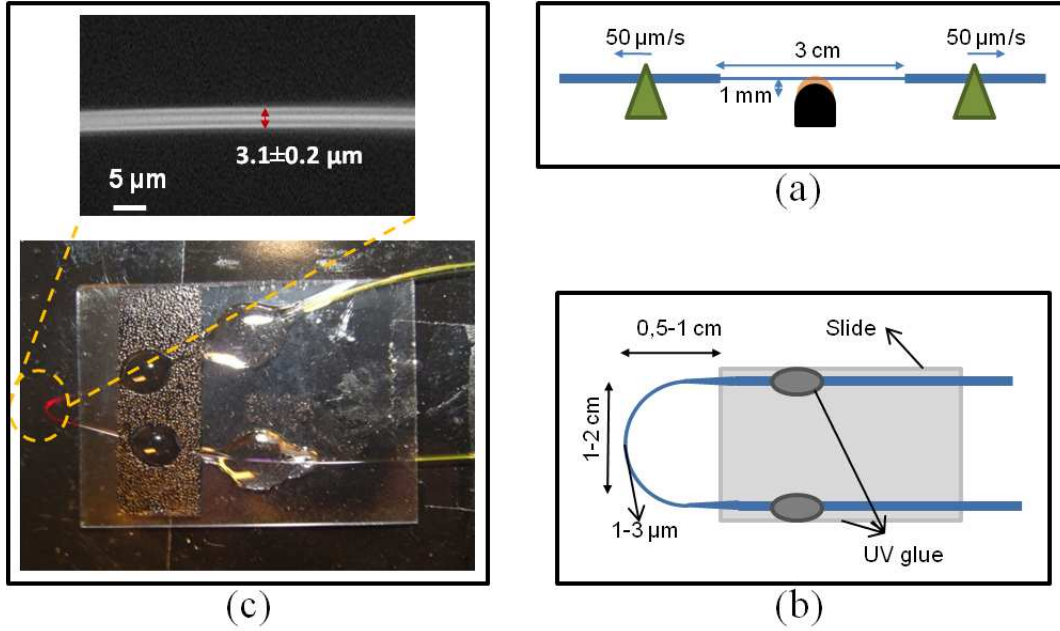 3.1±0.2 µm
5 µm
(c)
50 µm/s
50 µm/s
3 cm
1 mm
(a)
0,5-1 cm
Slide
1-2 cm
1-3 µm
UV glue
(b)